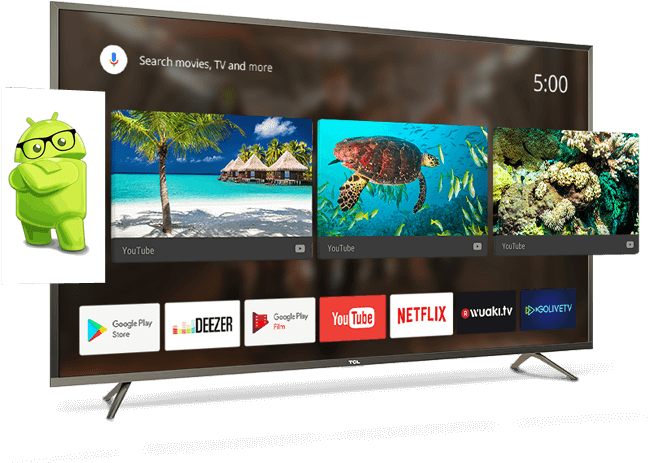 Search movies, TV and more
5:00
YouTube
YouTube
YouTube
Google Play
Store
DEEZER
Google Play
Film
YouTube
NETFLIX
wuaki.tv
GOLIVETV
TCL